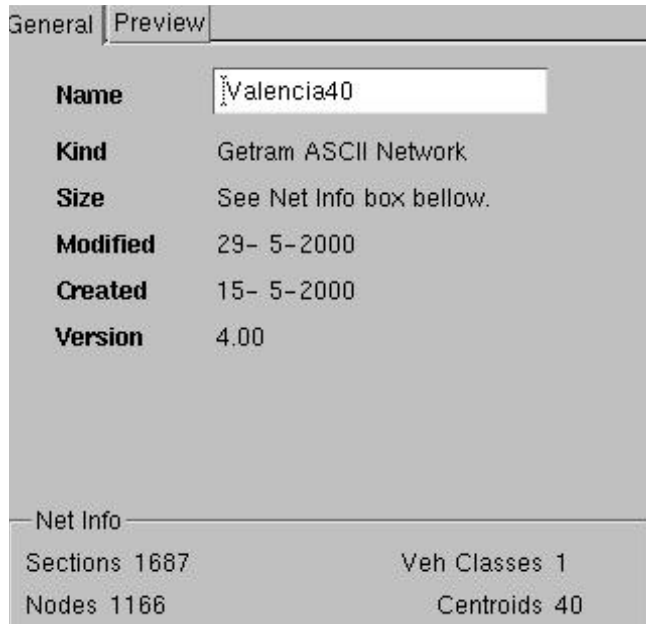 General Preview
Name Valencia40
Kind Getram ASCII Network
Size See Net Info box bellow.
Modified 29- 5-2000
Created 15- 5-2000
Version 4.00
Net Info
Sections 1687 Veh Classes 1
Nodes 1166 Centroids 40